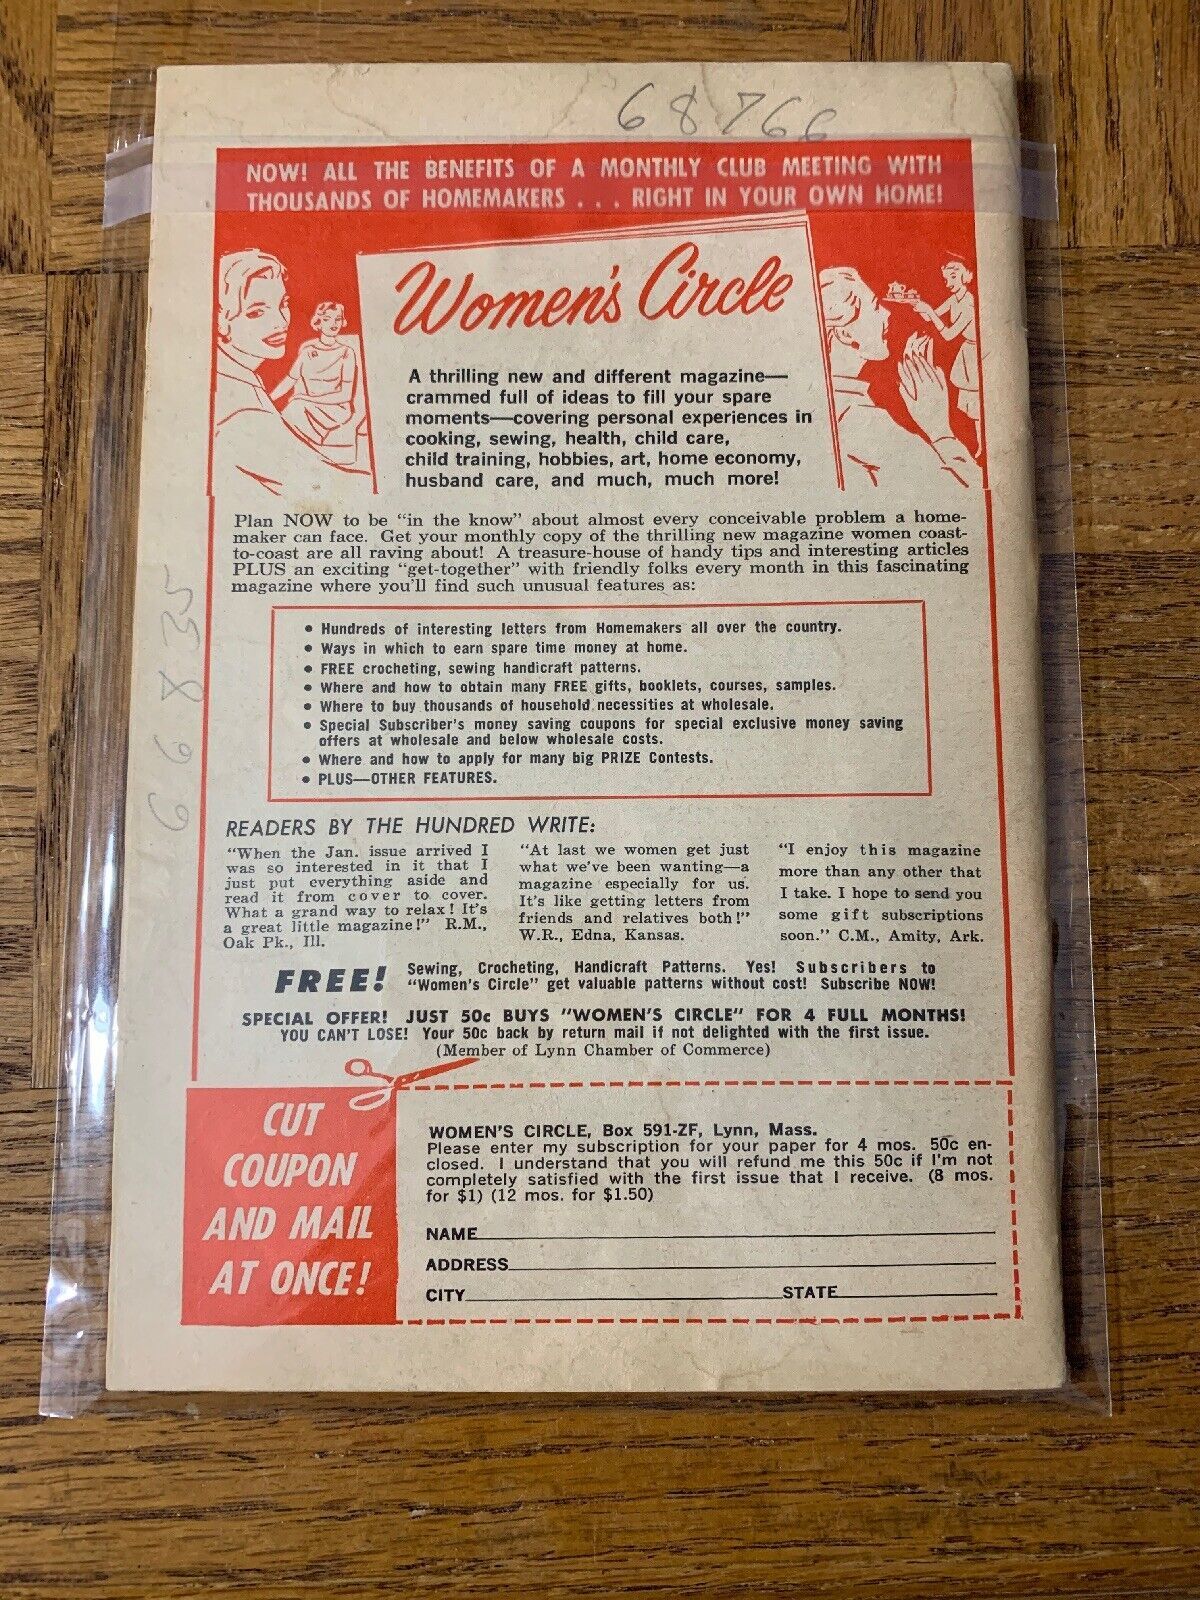 68766
NOW! ALL THE BENEFITS OF A MONTHLY CLUB MEETING WITH
THOUSANDS OF HOMEMAKERS . . . RIGHT IN YOUR OWN HOME!
Women's Circle
A thrilling new and different magazine—
crammed full of ideas to fill your spare
moments—covering personal experiences in
cooking, sewing, health, child care,
child training, hobbies, art, home economy,
husband care, and much, much more!
Plan NOW to be "in the know" about almost every conceivable problem a home-
maker can face. Get your monthly copy of the thrilling new magazine women coast-
to-coast are all raving about! A treasure-house of handy tips and interesting articles
PLUS an exciting "get-together" with friendly folks every month in this fascinating
magazine where you'll find such unusual features as:
• Hundreds of interesting letters from Homemakers all over the country.
• Ways in which to earn spare time money at home.
• FREE crocheting, sewing handicraft patterns.
• Where and how to obtain many FREE gifts, booklets, courses, samples.
• Where to buy thousands of household necessities at wholesale.
• Special Subscriber's money saving coupons for special exclusive money saving
offers at wholesale and below wholesale costs.
• Where and how to apply for many big PRIZE Contests.
• PLUS—OTHER FEATURES.
66835
READERS BY THE HUNDRED WRITE:
"When the Jan. issue arrived I
was so interested in it that I
just put everything aside and
read it from cover to cover.
What a grand way to relax! It's
a great little magazine!" R.M.,
Oak Pk., Ill.
"At last we women get just
what we've been wanting—a
magazine especially for us.
It's like getting letters from
friends and relatives both!"
W.R., Edna, Kansas.
"I enjoy this magazine
more than any other that
I take. I hope to send you
some gift subscriptions
soon." C.M., Amity, Ark.
FREE! Sewing, Crocheting, Handicraft Patterns. Yes! Subscribers to
"Women's Circle" get valuable patterns without cost! Subscribe NOW!
SPECIAL OFFER! JUST 50c BUYS "WOMEN'S CIRCLE" FOR 4 FULL MONTHS!
YOU CAN'T LOSE! Your 50c back by return mail if not delighted with the first issue.
(Member of Lynn Chamber of Commerce)
CUT
COUPON
AND MAIL
AT ONCE!
WOMEN'S CIRCLE, Box 591-ZF, Lynn, Mass.
Please enter my subscription for your paper for 4 mos. 50c en-
closed. I understand that you will refund me this 50c if I'm not
completely satisfied with the first issue that I receive. (8 mos.
for $1) (12 mos. for $1.50)
NAME
ADDRESS
CITY STATE